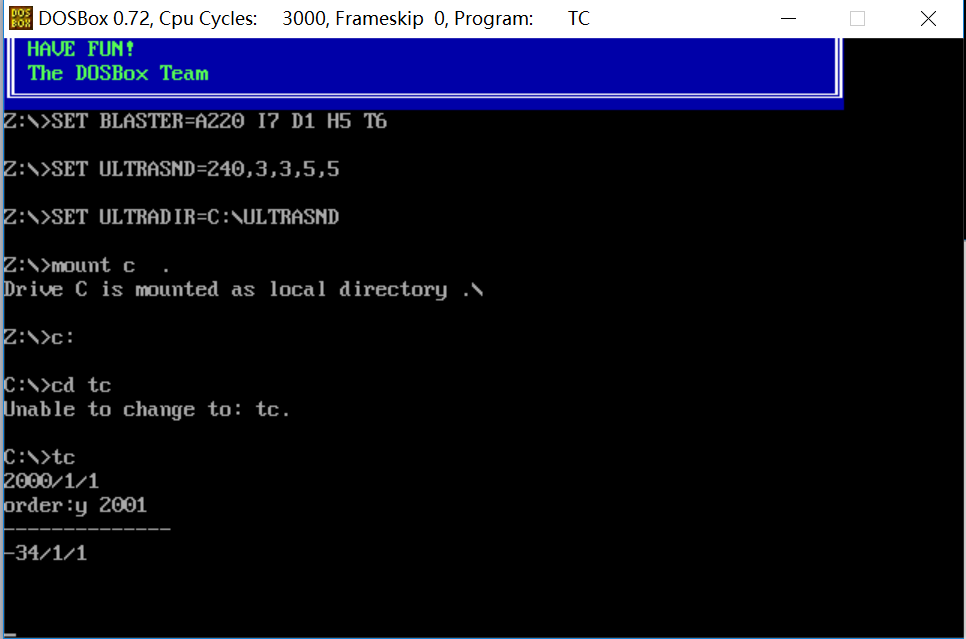 DOSBox 0.72, Cpu Cycles: 3000, Frameskip 0, Program: TC
HAVE FUN!
The DOSBox Team
Z:\>SET BLASTER=A220 I7 D1 H5 T6
Z:\>SET ULTRASND=240,3,3,5,5
Z:\>SET ULTRADIR=C:\ULTRASND
Z:\>mount c  .
Drive C is mounted as local directory .\
Z:\>c:
C:\>cd tc
Unable to change to: tc.
C:\>tc
2000/1/1
order:y 2001
--------------
-34/1/1